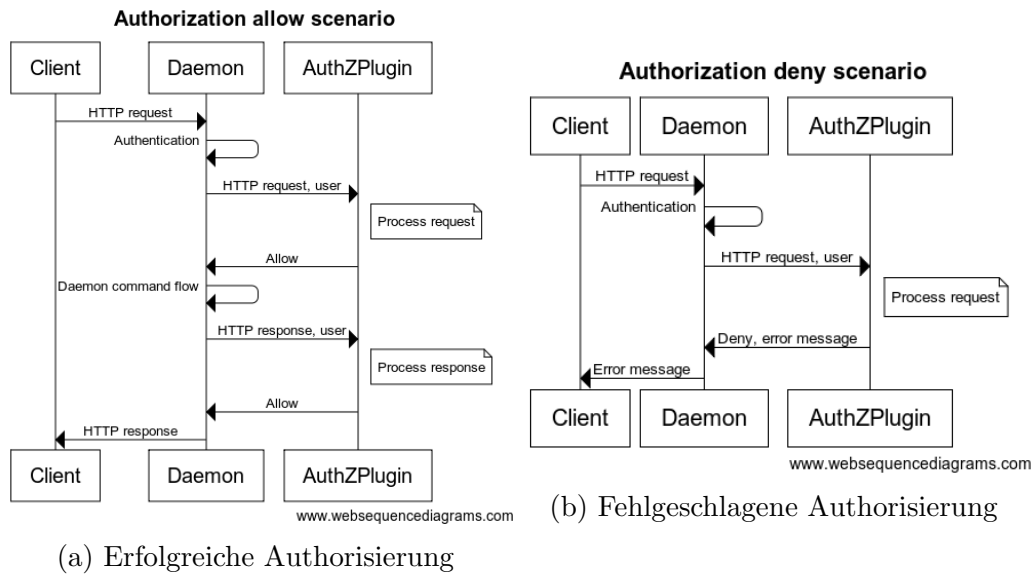 Authorization allow scenario
Client
Daemon
AuthZPlugin
HTTP request
Authentication
HTTP request, user
Process request
Allow
Daemon command flow
HTTP response, user
Process response
Allow
HTTP response
Client
Daemon
AuthZPlugin
www.websequencediagrams.com
(a) Erfolgreiche Authorisierung
Authorization deny scenario
Client
Daemon
AuthZPlugin
HTTP request
Authentication
HTTP request, user
Process request
Deny, error message
Error message
Client
Daemon
AuthZPlugin
www.websequencediagrams.com
(b) Fehlgeschlagene Authorisierung